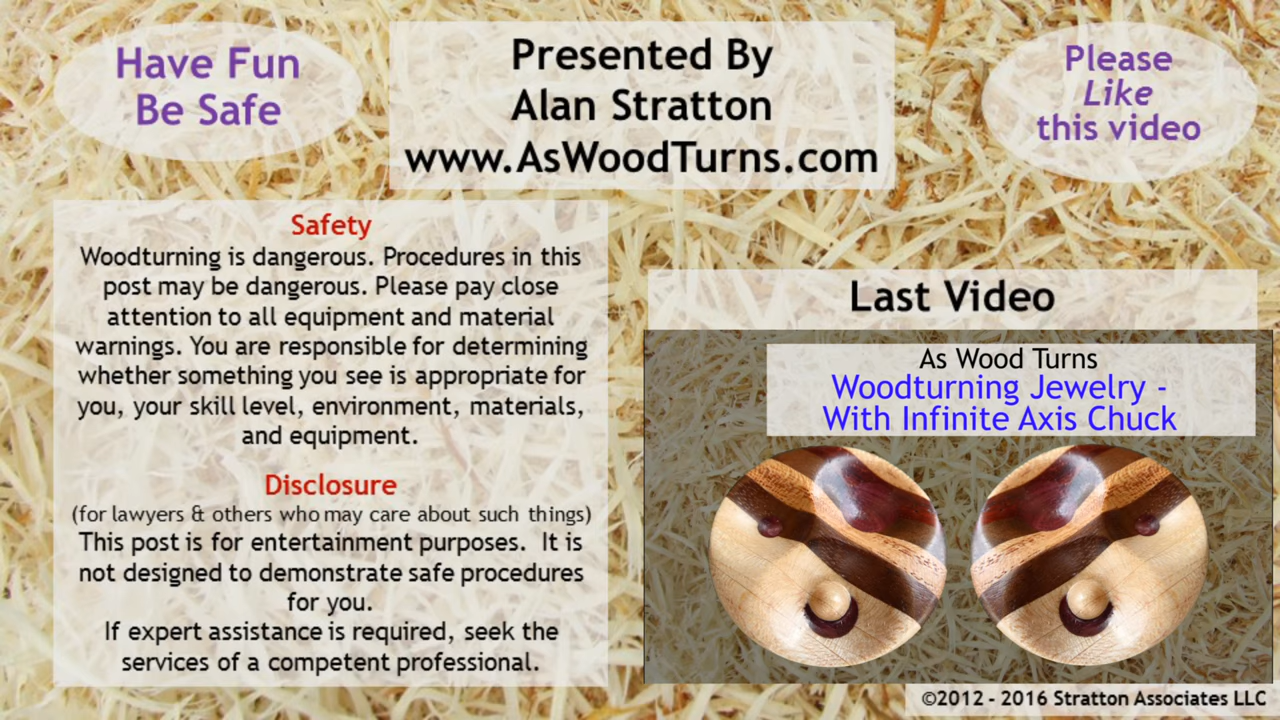 Have Fun
Be Safe
Presented By
Alan Stratton
www.AsWoodTurns.com
Please
Like
this video
Safety
Woodturning is dangerous. Procedures in this
post may be dangerous. Please pay close
attention to all equipment and material
warnings. You are responsible for determining
whether something you see is appropriate for
you, your skill level, environment, materials,
and equipment.
Disclosure
(for lawyers & others who may care about such things)
This post is for entertainment purposes. It is
not designed to demonstrate safe procedures
for you.
If expert assistance is required, seek the
services of a competent professional.
Last Video
As Wood Turns
Woodturning Jewelry -
With Infinite Axis Chuck
©2012 - 2016 Stratton Associates LLC